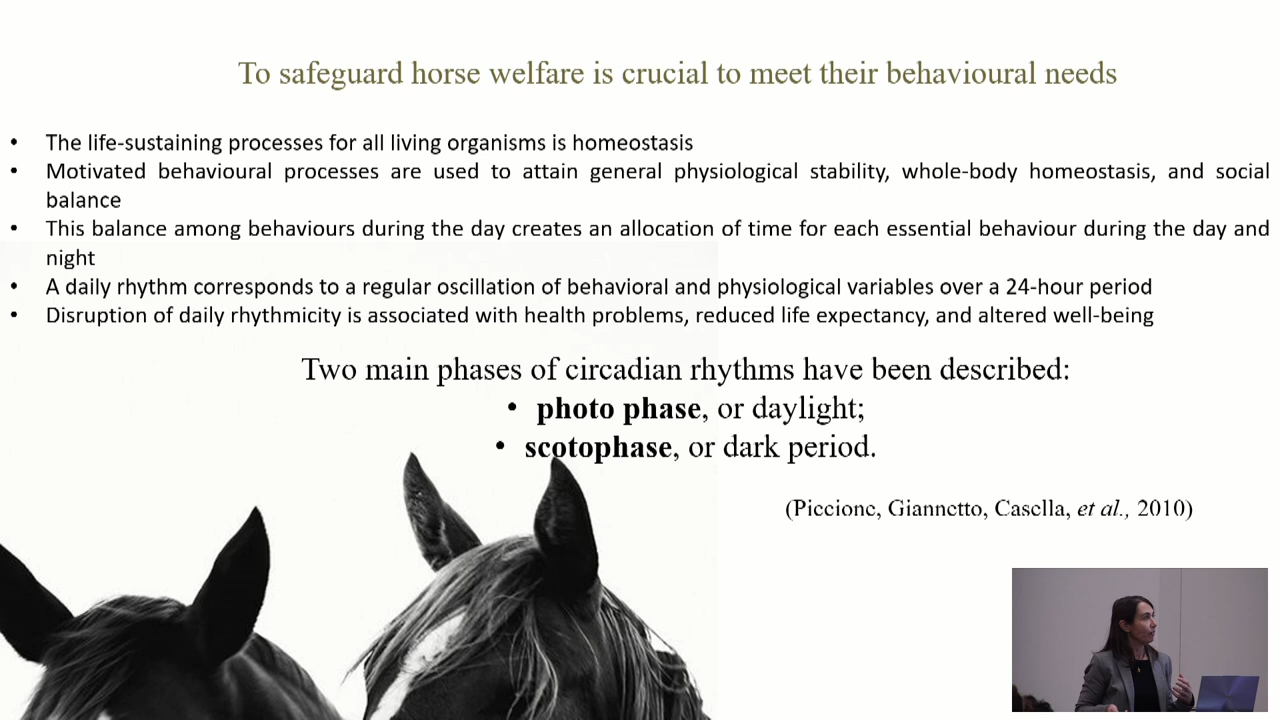 To safeguard horse welfare is crucial to meet their behavioural needs
• The life-sustaining processes for all living organisms is homeostasis
• Motivated behavioural processes are used to attain general physiological stability, whole-body homeostasis, and social
balance
• This balance among behaviours during the day creates an allocation of time for each essential behaviour during the day and
night
• A daily rhythm corresponds to a regular oscillation of behavioral and physiological variables over a 24-hour period
• Disruption of daily rhythmicity is associated with health problems, reduced life expectancy, and altered well-being
Two main phases of circadian rhythms have been described:
• photo phase, or daylight;
• scotophase, or dark period.
(Piccione, Giannetto, Casella, et al., 2010)